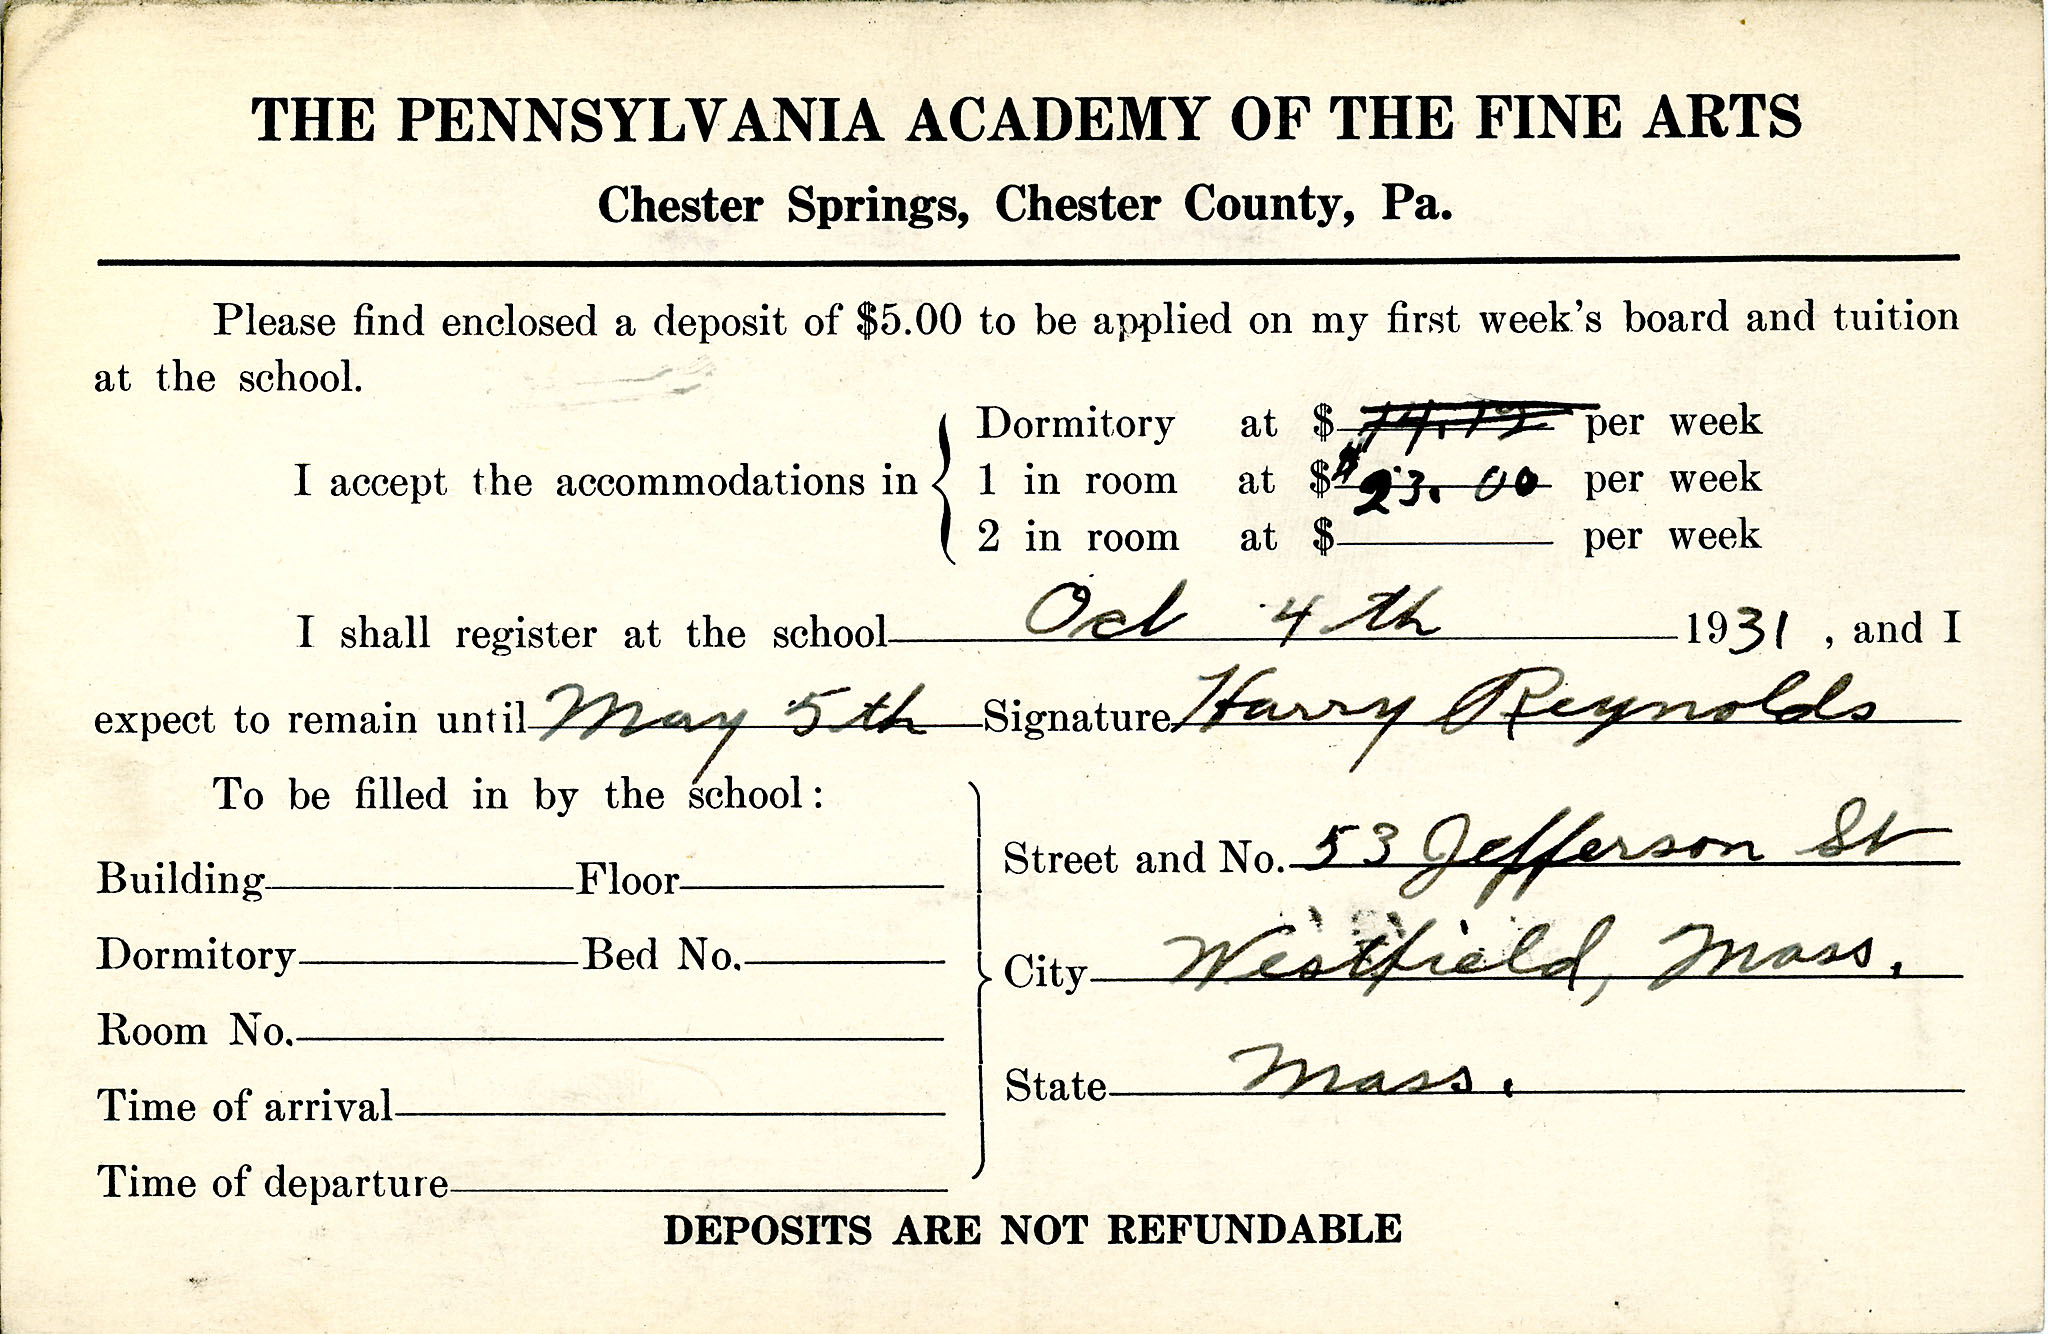 THE PENNSYLVANIA ACADEMY OF THE FINE ARTS
Chester Springs, Chester County, Pa.
Please find enclosed a deposit of $5.00 to be applied on my first week's board and tuition
at the school.
Dormitory at $ per week
I accept the accommodations in 1 in room at $ $23.00 per week
2 in room at $ per week
I shall register at the school Oct 4th 1931, and I
expect to remain until May 5th Signature Harry Reynolds
To be filled in by the school:
Street and No. 53 Jefferson St
Building Floor
Dormitory Bed No.
City Westfield, Mass.
Room No.
State Mass.
Time of arrival
Time of departure
DEPOSITS ARE NOT REFUNDABLE